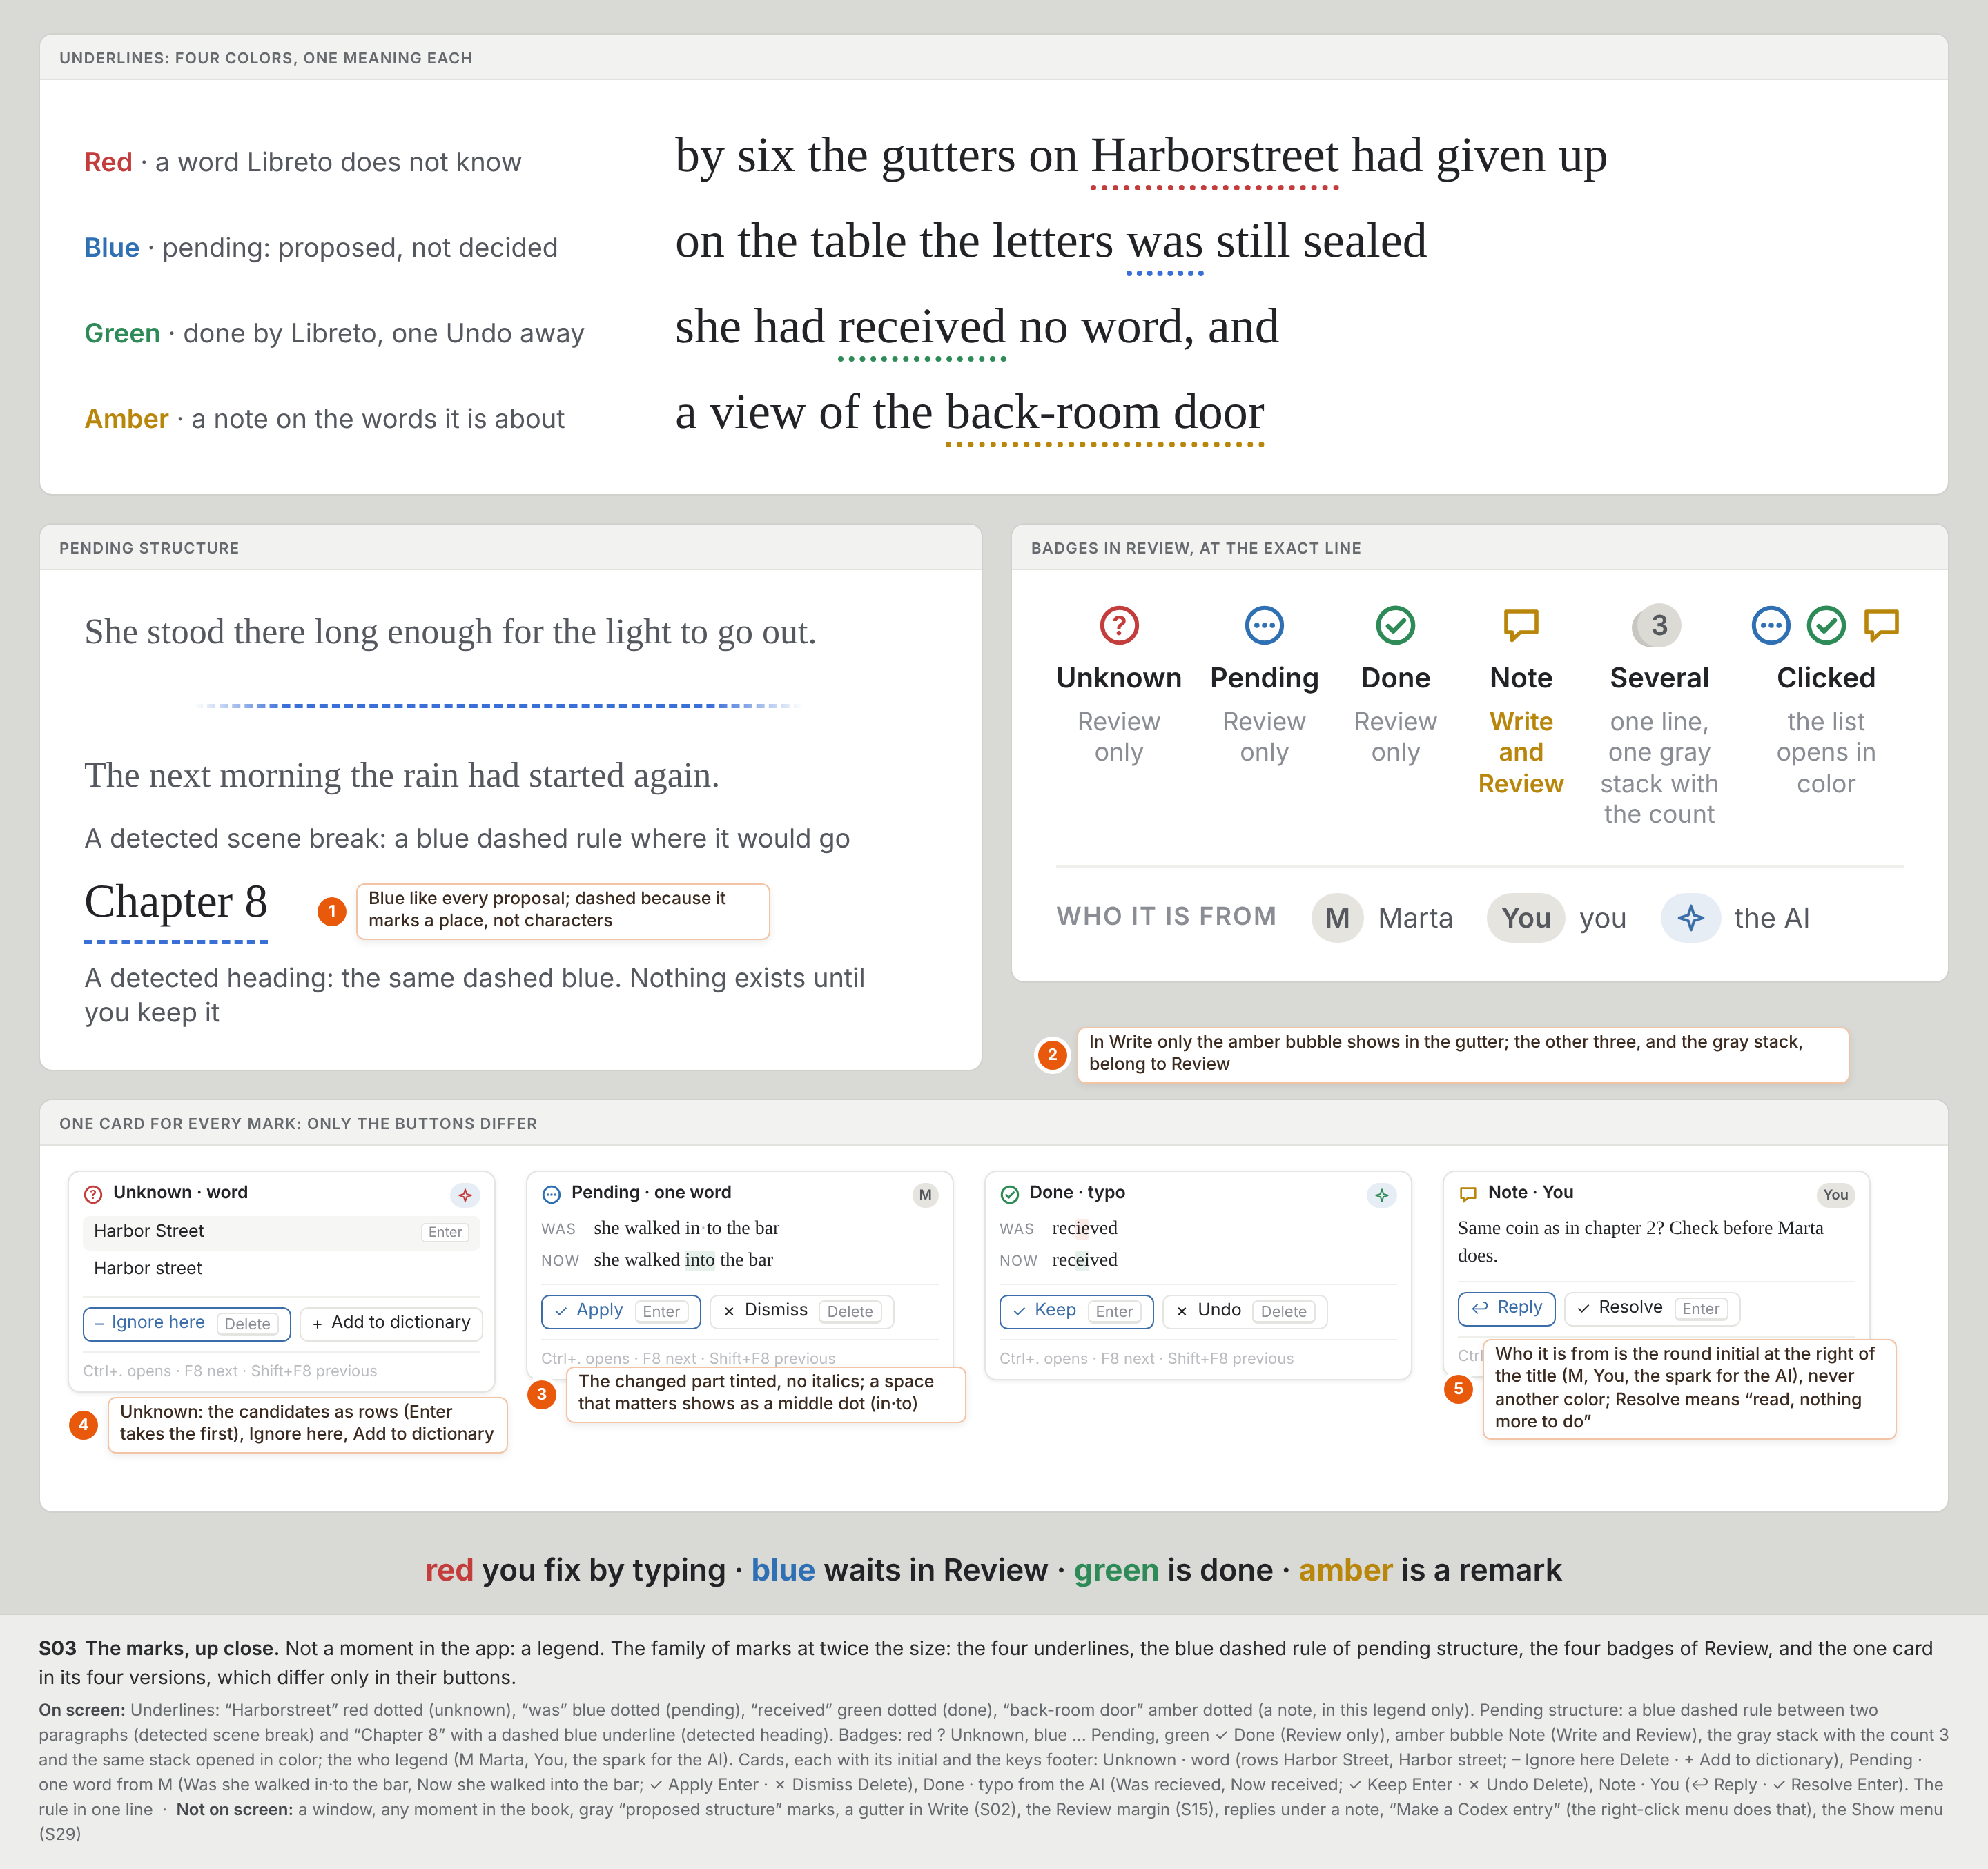 UNDERLINES: FOUR COLORS, ONE MEANING EACH
Red · a word Libreto does not know
by six the gutters on Harborstreet had given up
Blue · pending: proposed, not decided
on the table the letters was still sealed
Green · done by Libreto, one Undo away
she had received no word, and
Amber · a note on the words it is about
a view of the back-room door
PENDING STRUCTURE
She stood there long enough for the light to go out.
The next morning the rain had started again.
A detected scene break: a blue dashed rule where it would go
Chapter 8
1
Blue like every proposal; dashed because it
marks a place, not characters
A detected heading: the same dashed blue. Nothing exists until
you keep it
BADGES IN REVIEW, AT THE EXACT LINE
?
3
Unknown
Pending
Done
Note
Several
Clicked
Review
only
Review
only
Review
only
Write
and
Review
one line,
one gray
stack with
the count
the list
opens in
color
WHO IT IS FROM M Marta You you the AI
2
In Write only the amber bubble shows in the gutter; the other three, and the gray stack,
belong to Review
ONE CARD FOR EVERY MARK: ONLY THE BUTTONS DIFFER
? Unknown · word
Harbor Street Enter
Harbor street
– Ignore here Delete + Add to dictionary
Ctrl+. opens · F8 next · Shift+F8 previous
4
Unknown: the candidates as rows (Enter
takes the first), Ignore here, Add to dictionary
Pending · one word M
WAS she walked in·to the bar
NOW she walked into the bar
✓ Apply Enter × Dismiss Delete
Ctrl+. opens · F8 next · Shift+F8 previous
3
The changed part tinted, no italics; a space
that matters shows as a middle dot (in·to)
Done · typo
WAS recieved
NOW received
✓ Keep Enter × Undo Delete
Ctrl+. opens · F8 next · Shift+F8 previous
Note · You You
Same coin as in chapter 2? Check before Marta
does.
↩ Reply ✓ Resolve Enter
Ctrl
5
Who it is from is the round initial at the right of
the title (M, You, the spark for the AI), never
another color; Resolve means “read, nothing
more to do”
red you fix by typing · blue waits in Review · green is done · amber is a remark
S03 The marks, up close. Not a moment in the app: a legend. The family of marks at twice the size: the four underlines, the blue dashed rule of pending structure, the four badges of Review, and the one card
in its four versions, which differ only in their buttons.
On screen: Underlines: “Harborstreet” red dotted (unknown), “was” blue dotted (pending), “received” green dotted (done), “back-room door” amber dotted (a note, in this legend only). Pending structure: a blue dashed rule between two
paragraphs (detected scene break) and “Chapter 8” with a dashed blue underline (detected heading). Badges: red ? Unknown, blue … Pending, green ✓ Done (Review only), amber bubble Note (Write and Review), the gray stack with the count 3
and the same stack opened in color; the who legend (M Marta, You, the spark for the AI). Cards, each with its initial and the keys footer: Unknown · word (rows Harbor Street, Harbor street; – Ignore here Delete · + Add to dictionary), Pending ·
one word from M (Was she walked in·to the bar, Now she walked into the bar; ✓ Apply Enter · × Dismiss Delete), Done · typo from the AI (Was recieved, Now received; ✓ Keep Enter · × Undo Delete), Note · You (↩ Reply · ✓ Resolve Enter). The
rule in one line · Not on screen: a window, any moment in the book, gray “proposed structure” marks, a gutter in Write (S02), the Review margin (S15), replies under a note, “Make a Codex entry” (the right-click menu does that), the Show menu
(S29)